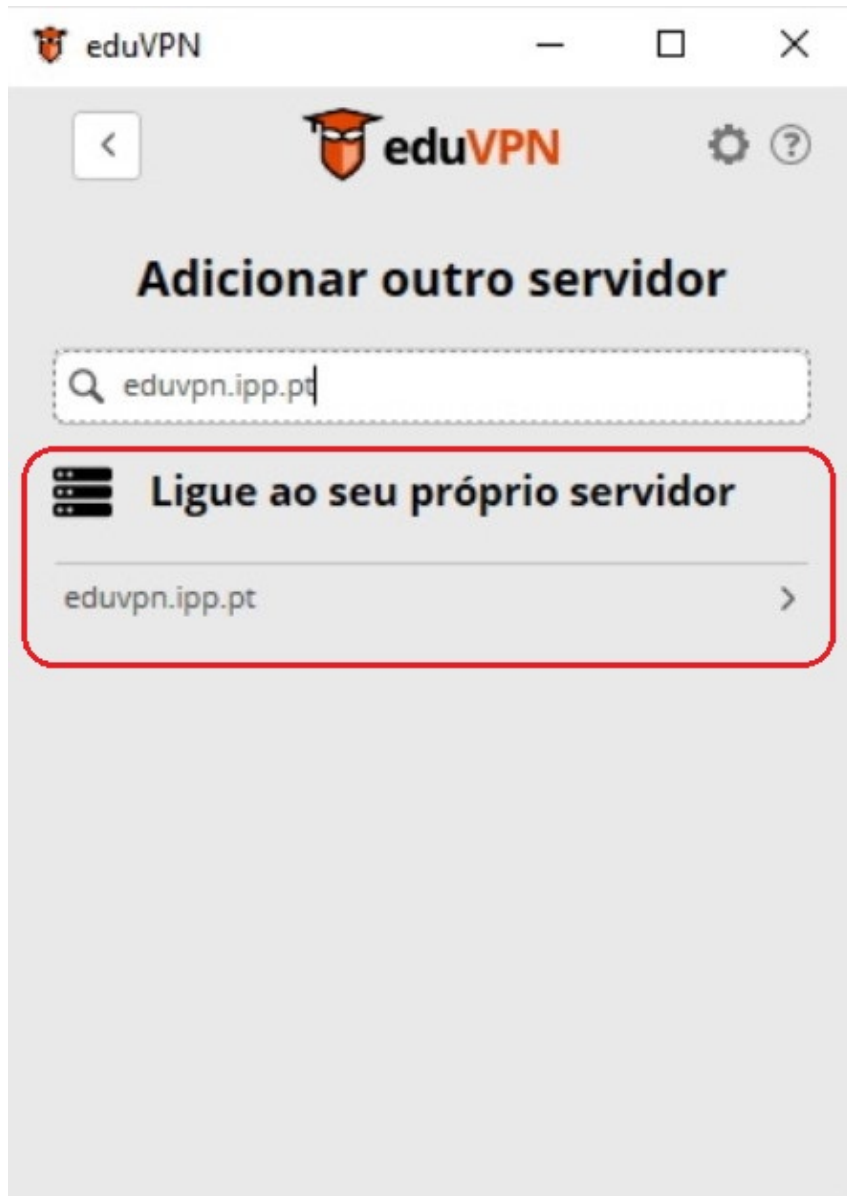 eduVPN
eduVPN
Adicionar outro servidor
eduvpn.ipp.pt
Ligue ao seu próprio servidor
eduvpn.ipp.pt